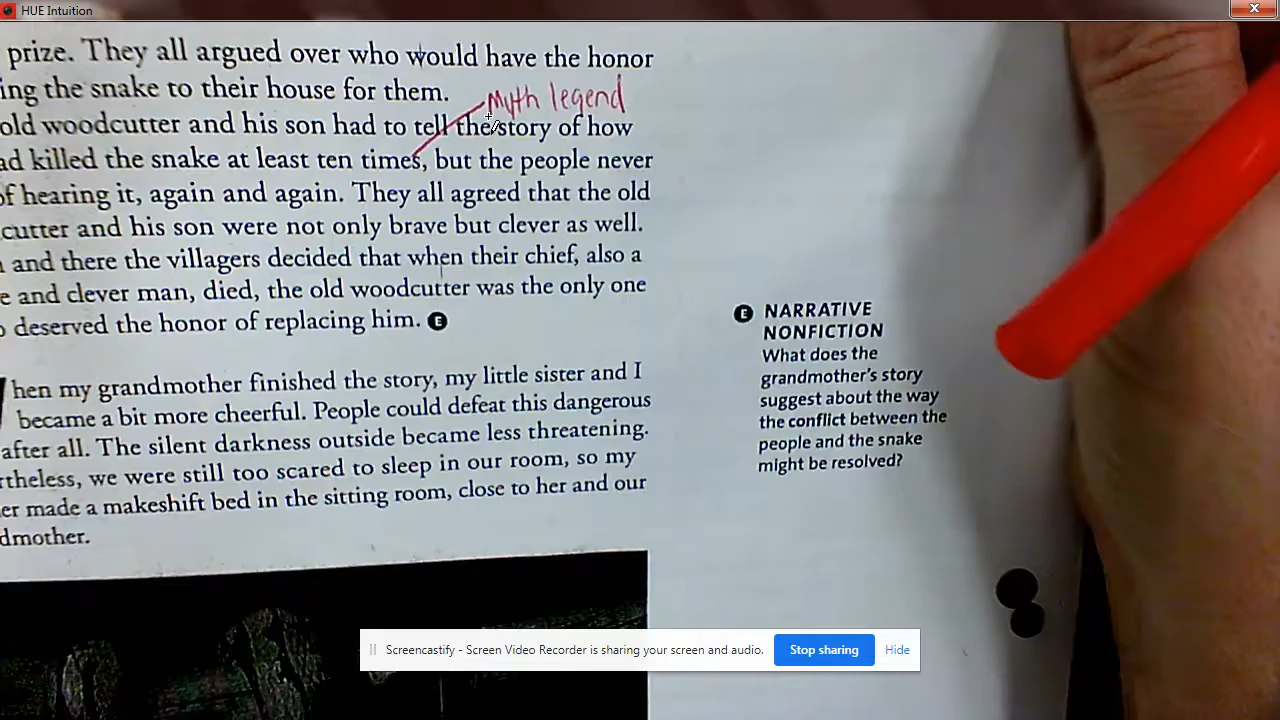 HUE Intuition
prize. They all argued over who would have the honor
ing the snake to their house for them.
Myth legend
old woodcutter and his son had to tell the story of how
ad killed the snake at least ten times, but the people never
of hearing it, again and again. They all agreed that the old
cutter and his son were not only brave but clever as well.
and there the villagers decided that when their chief, also a
e and clever man, died, the old woodcutter was the only one
o deserved the honor of replacing him. E
hen my grandmother finished the story, my little sister and I
became a bit more cheerful. People could defeat this dangerous
after all. The silent darkness outside became less threatening.
rtheless, we were still too scared to sleep in our room, so my
er made a makeshift bed in the sitting room, close to her and our
dmother.
E NARRATIVE
NONFICTION
What does the
grandmother's story
suggest about the way
the conflict between the
people and the snake
might be resolved?
Screencastify - Screen Video Recorder is sharing your screen and audio.
Stop sharing
Hide